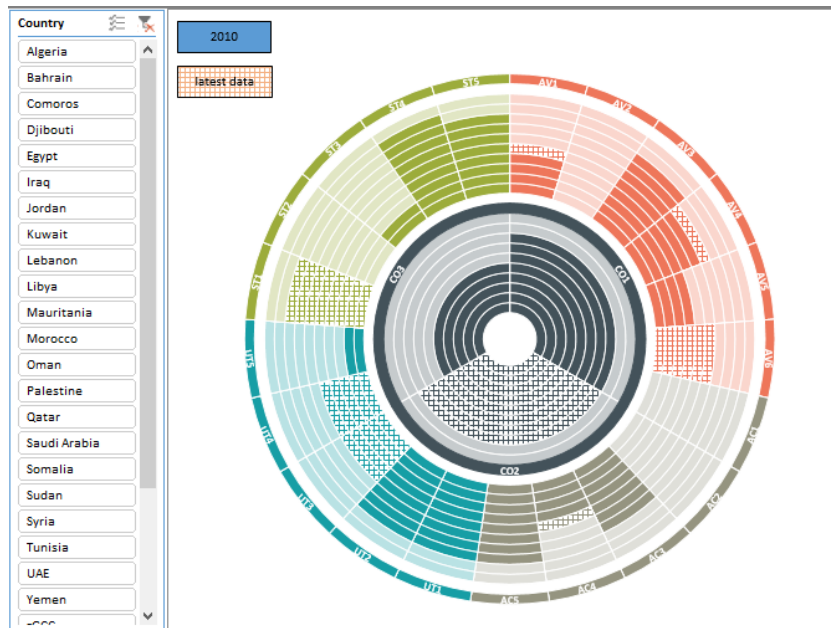 Country
Algeria
Bahrain
Comoros
Djibouti
Egypt
Iraq
Jordan
Kuwait
Lebanon
Libya
Mauritania
Morocco
Oman
Palestine
Qatar
Saudi Arabia
Somalia
Sudan
Syria
Tunisia
UAE
Yemen
2010
latest data
AV1
AV2
AV3
AV4
AV5
AV6
AC1
AC2
AC3
AC4
AC5
UT1
UT2
UT3
UT4
UT5
ST1
ST2
ST3
ST4
ST5
CO1
CO2
CO3